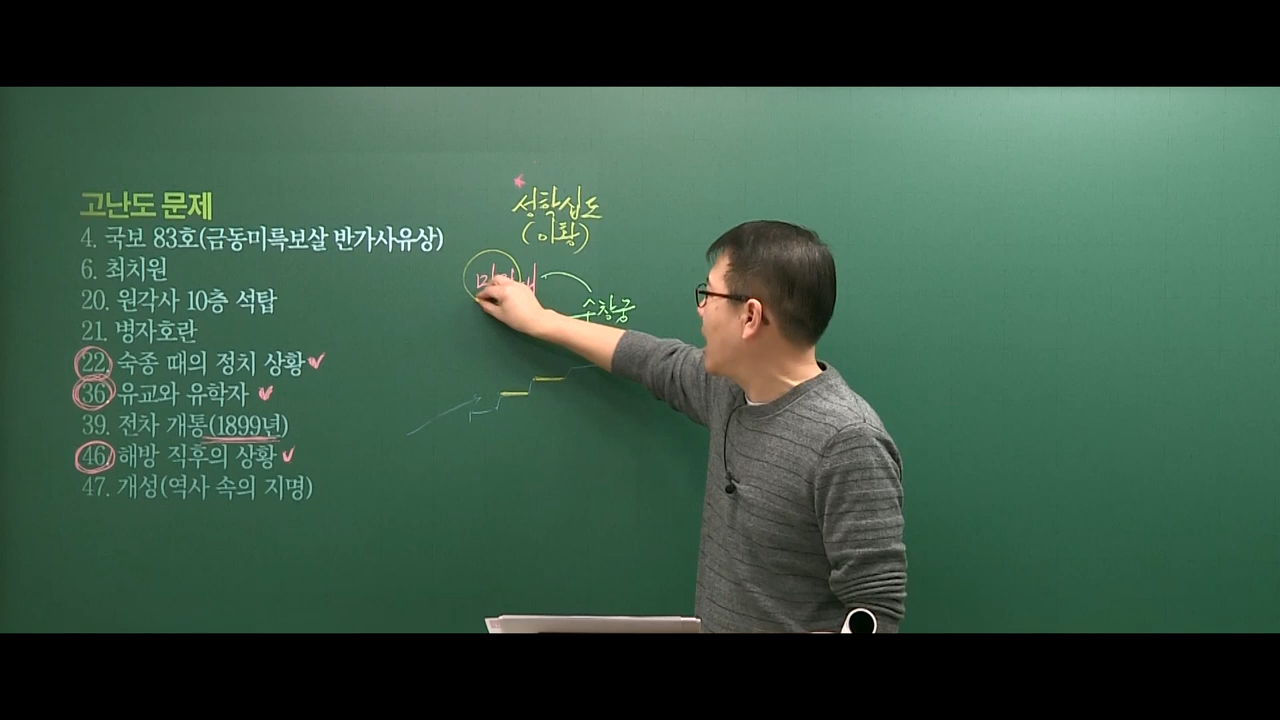 고난도 문제
4. 국보 83호(금동미륵보살 반가사유상)
6. 최치원
20. 원각사 10층 석탑
21. 병자호란
22. 숙종 때의 정치 상황
36. 유교와 유학자
39. 전차 개통(1899년)
46. 해방 직후의 상황
47. 개성(역사 속의 지명)
성학십도
(이황)
수창궁